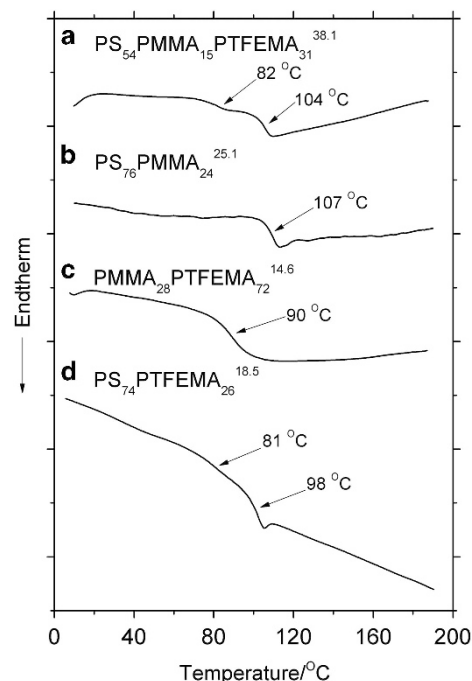 a PS54PMMA15PTFEMA31 38.1
82 °C
104 °C
b PS76PMMA24 25.1
107 °C
c PMMA28PTFEMA72 14.6
90 °C
d PS74PTFEMA26 18.5
81 °C
98 °C
Endtherm
0 40 80 120 160 200
Temperature/°C